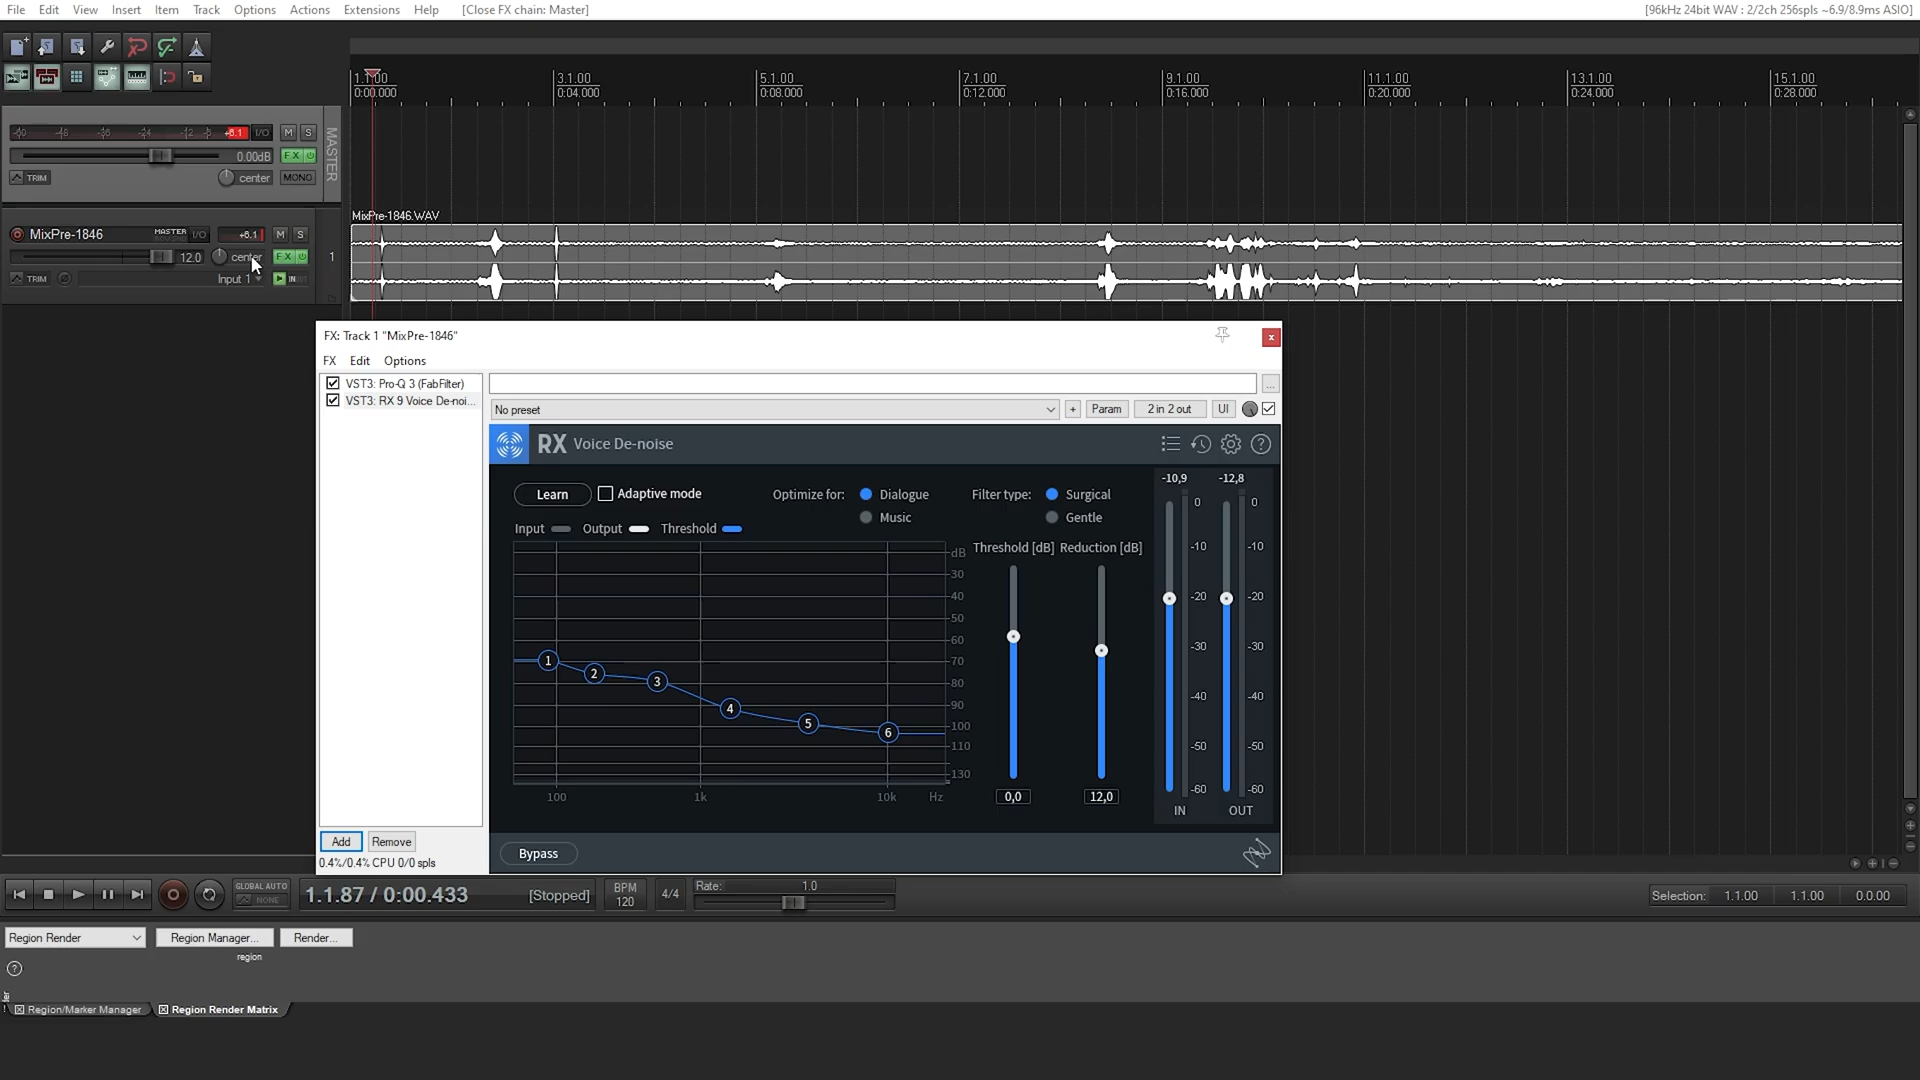 File Edit View Insert Item Track Options Actions Extensions Help [Close FX chain: Master] [96kHz 24bit WAV : 2/2ch 256spls ~6.9/8.9ms ASIO]
1.1.00 3.1.00 5.1.00 7.1.00 9.1.00 11.1.00 13.1.00 15.1.00
0:00.000 0:04.000 0:08.000 0:12.000 0:16.000 0:20.000 0:24.000 0:28.000
-60 -48 -36 -24 -12 -6 +6.1 I/O M S
0.00dB FX
MASTER
TRIM center MONO
MixPre-1846.WAV
MixPre-1846 MASTER I/O +6.1 M S
12.0 center FX 1
TRIM Input 1 IN
FX: Track 1 "MixPre-1846" x
FX Edit Options
VST3: Pro-Q 3 (FabFilter)
VST3: RX 9 Voice De-noi...
...
No preset + Param 2 in 2 out UI
RX Voice De-noise
-10,9 -12,8
Learn Adaptive mode Optimize for: Dialogue Filter type: Surgical
Music Gentle
Input Output Threshold
Threshold [dB] Reduction [dB]
dB
-30
-40
-50
-60
-70
-80
-90
-100
-110
-130
1 2 3 4 5 6
100 1k 10k Hz
0,0 12,0
0 0
-10 -10
-20 -20
-30 -30
-40 -40
-50 -50
-60 -60
IN OUT
Add Remove
Bypass
0.4%/0.4% CPU 0/0 spls
GLOBAL AUTO
NONE
1.1.87 / 0:00.433 [Stopped] BPM
120
4/4 Rate: 1.0
Selection: 1.1.00 1.1.00 0.0.00
Region Render Region Manager... Render...
region
?
Region/Marker Manager Region Render Matrix